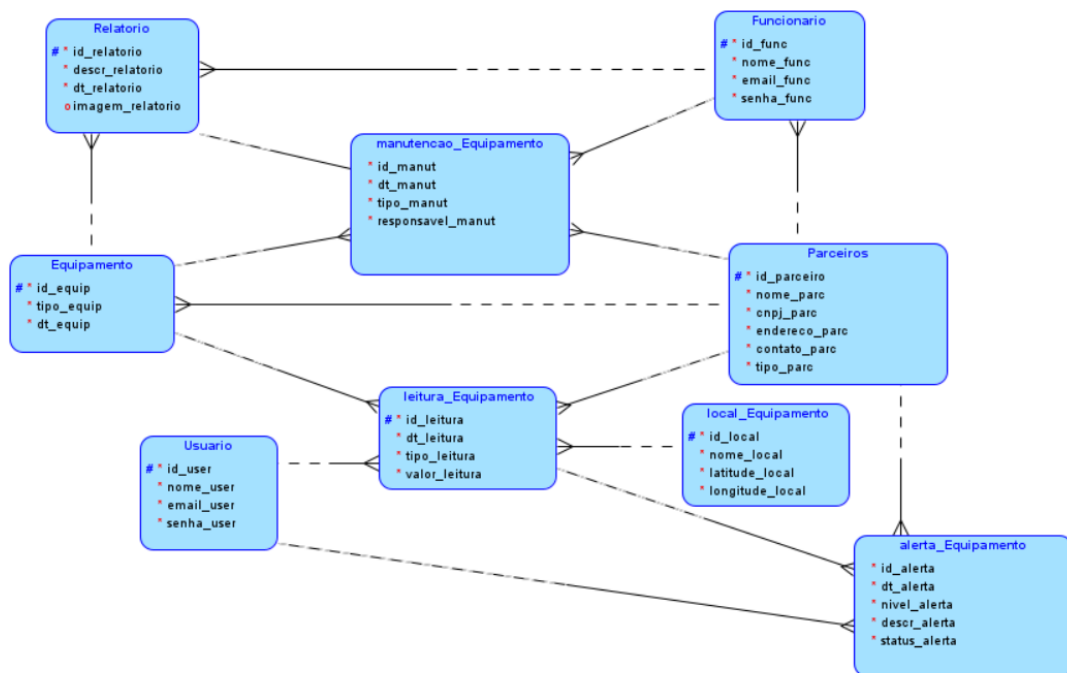 Relatorio
# * id_relatorio
* descr_relatorio
* dt_relatorio
o imagem_relatorio
Funcionario
# * id_func
* nome_func
* email_func
* senha_func
manutencao_Equipamento
* id_manut
* dt_manut
* tipo_manut
* responsavel_manut
Equipamento
# * id_equip
* tipo_equip
* dt_equip
Parceiros
# * id_parceiro
* nome_parc
* cnpj_parc
* endereco_parc
* contato_parc
* tipo_parc
leitura_Equipamento
# * id_leitura
* dt_leitura
* tipo_leitura
* valor_leitura
local_Equipamento
# * id_local
* nome_local
* latitude_local
* longitude_local
Usuario
# * id_user
* nome_user
* email_user
* senha_user
alerta_Equipamento
* id_alerta
* dt_alerta
* nivel_alerta
* descr_alerta
* status_alerta